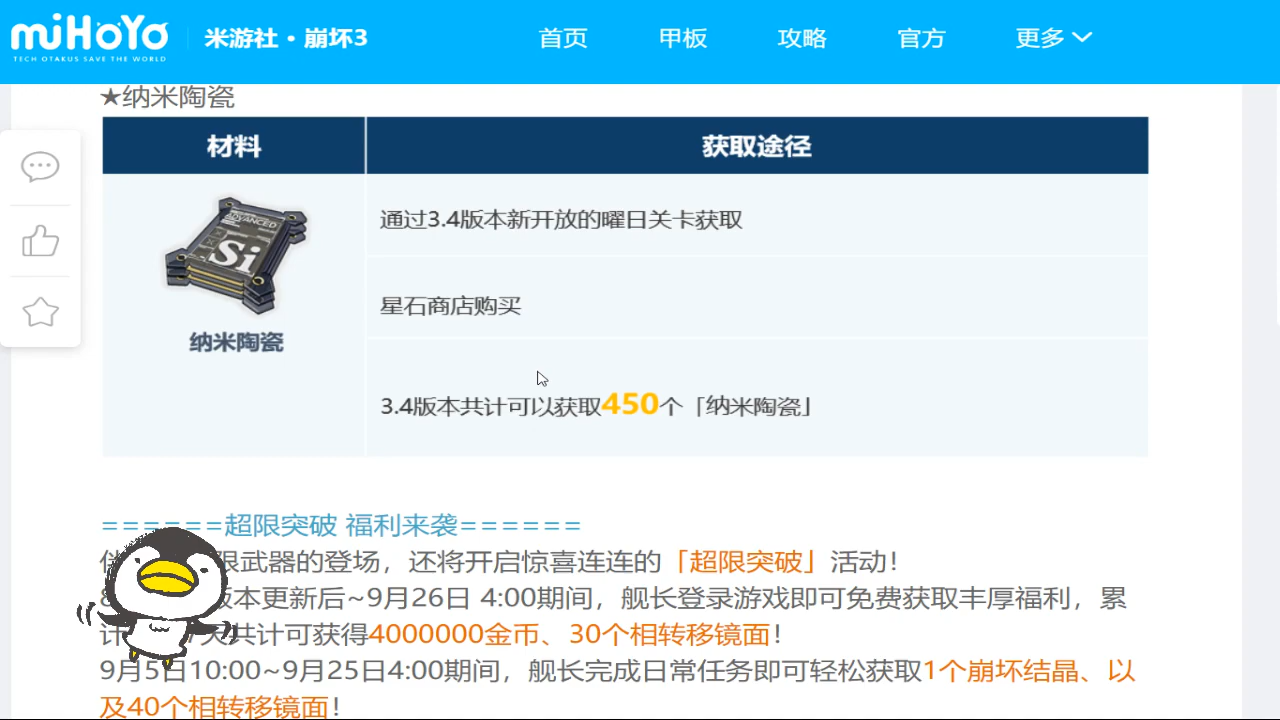 miHoYo
TECH OTAKUS SAVE THE WORLD
米游社·崩坏3
首页
甲板
攻略
官方
更多
★纳米陶瓷
材料
获取途径
ADVANCED
Si
纳米陶瓷
通过3.4版本新开放的曜日关卡获取
星石商店购买
3.4版本共计可以获取450个「纳米陶瓷」
======超限突破 福利来袭======
限武器的登场，还将开启惊喜连连的「超限突破」活动！
版本更新后~9月26日 4:00期间，舰长登录游戏即可免费获取丰厚福利，累
计 天共计可获得4000000金币、30个相转移镜面！
9月5日10:00~9月25日4:00期间，舰长完成日常任务即可轻松获取1个崩坏结晶、以
及40个相转移镜面！